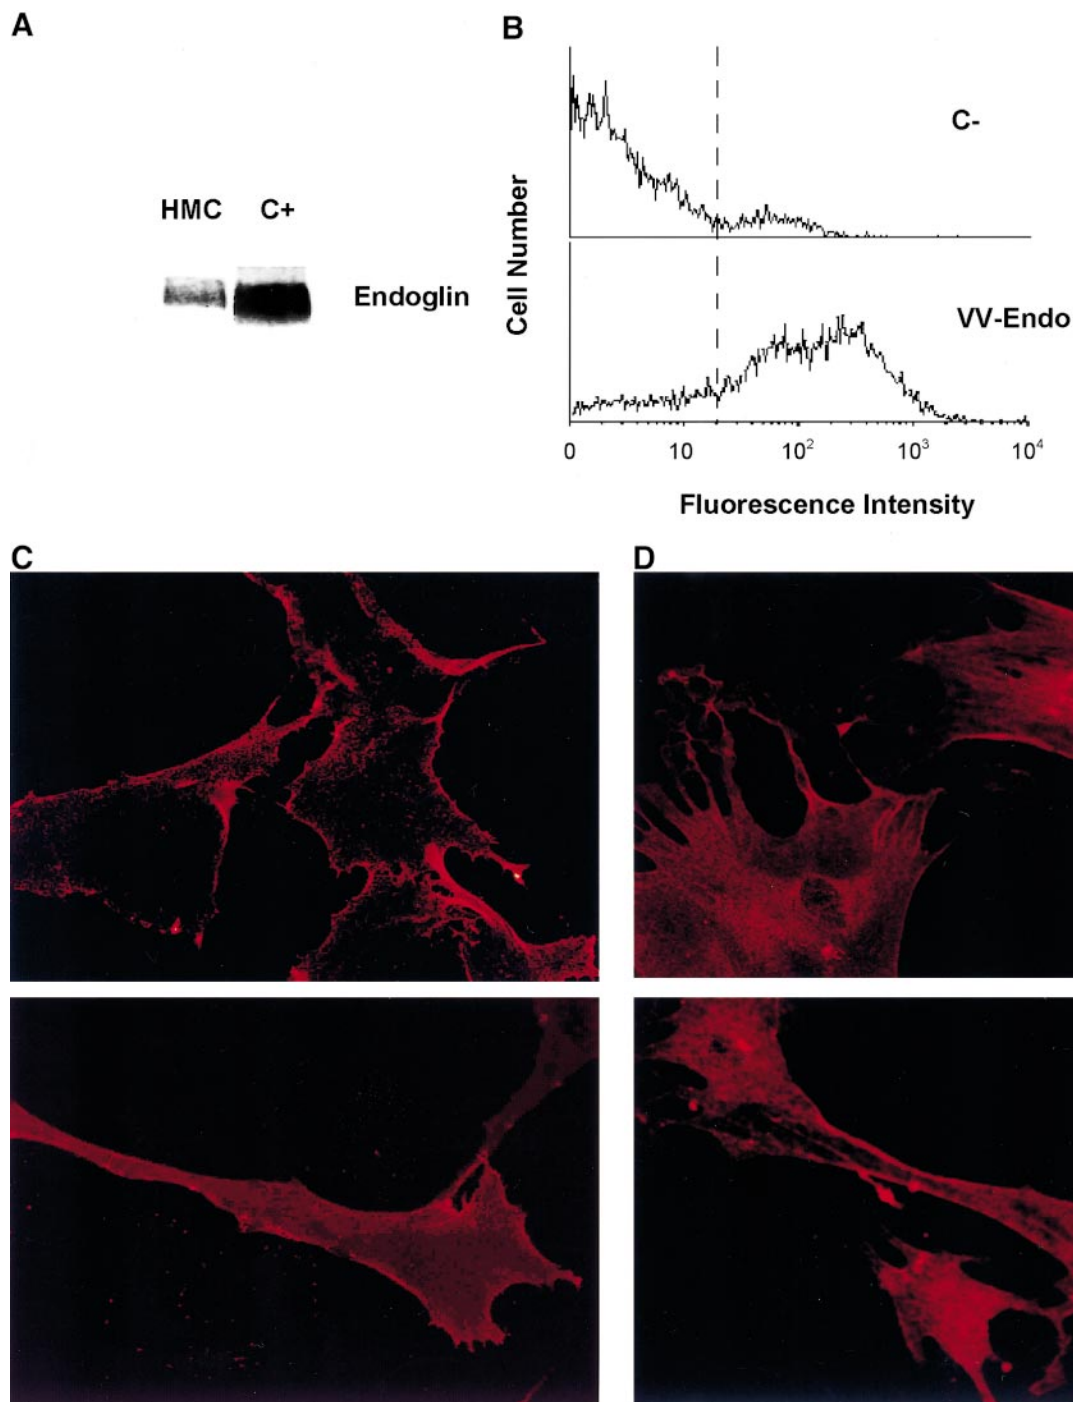 A
B
HMC C+
Endoglin
C-
VV-Endo
Cell Number
0 10 10² 10³ 10⁴
Fluorescence Intensity
C
D